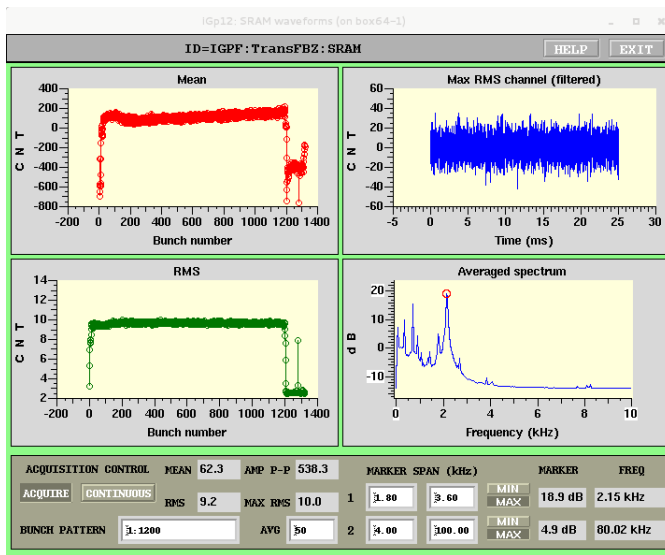 IGp12: SRAM waveforms (on box64-1)
ID=IGPF:TransFBZ:SRAM
HELP
EXIT
Mean
400
200
0
-200
-400
-600
-800
C N T
-200 0 200 400 600 800 1000 1200 1400
Bunch number
Max RMS channel (filtered)
60
40
20
0
-20
-40
-60
C N T
-5 0 5 10 15 20 25 30
Time (ms)
RMS
14
12
10
8
6
4
2
C N T
-200 0 200 400 600 800 1000 1200 1400
Bunch number
Averaged spectrum
20
10
0
-10
d B
0 2 4 6 8 10
Frequency (kHz)
ACQUISITION CONTROL
MEAN 62.3
AMP P-P 538.3
ACQUIRE
CONTINUOUS
RMS 9.2
MAX RMS 10.0
BUNCH PATTERN 1:1200
AVG 50
MARKER SPAN (kHz)
MARKER
FREQ
1 1.80 3.60 MIN MAX 18.9 dB 2.15 kHz
2 4.00 100.00 MIN MAX 4.9 dB 80.02 kHz